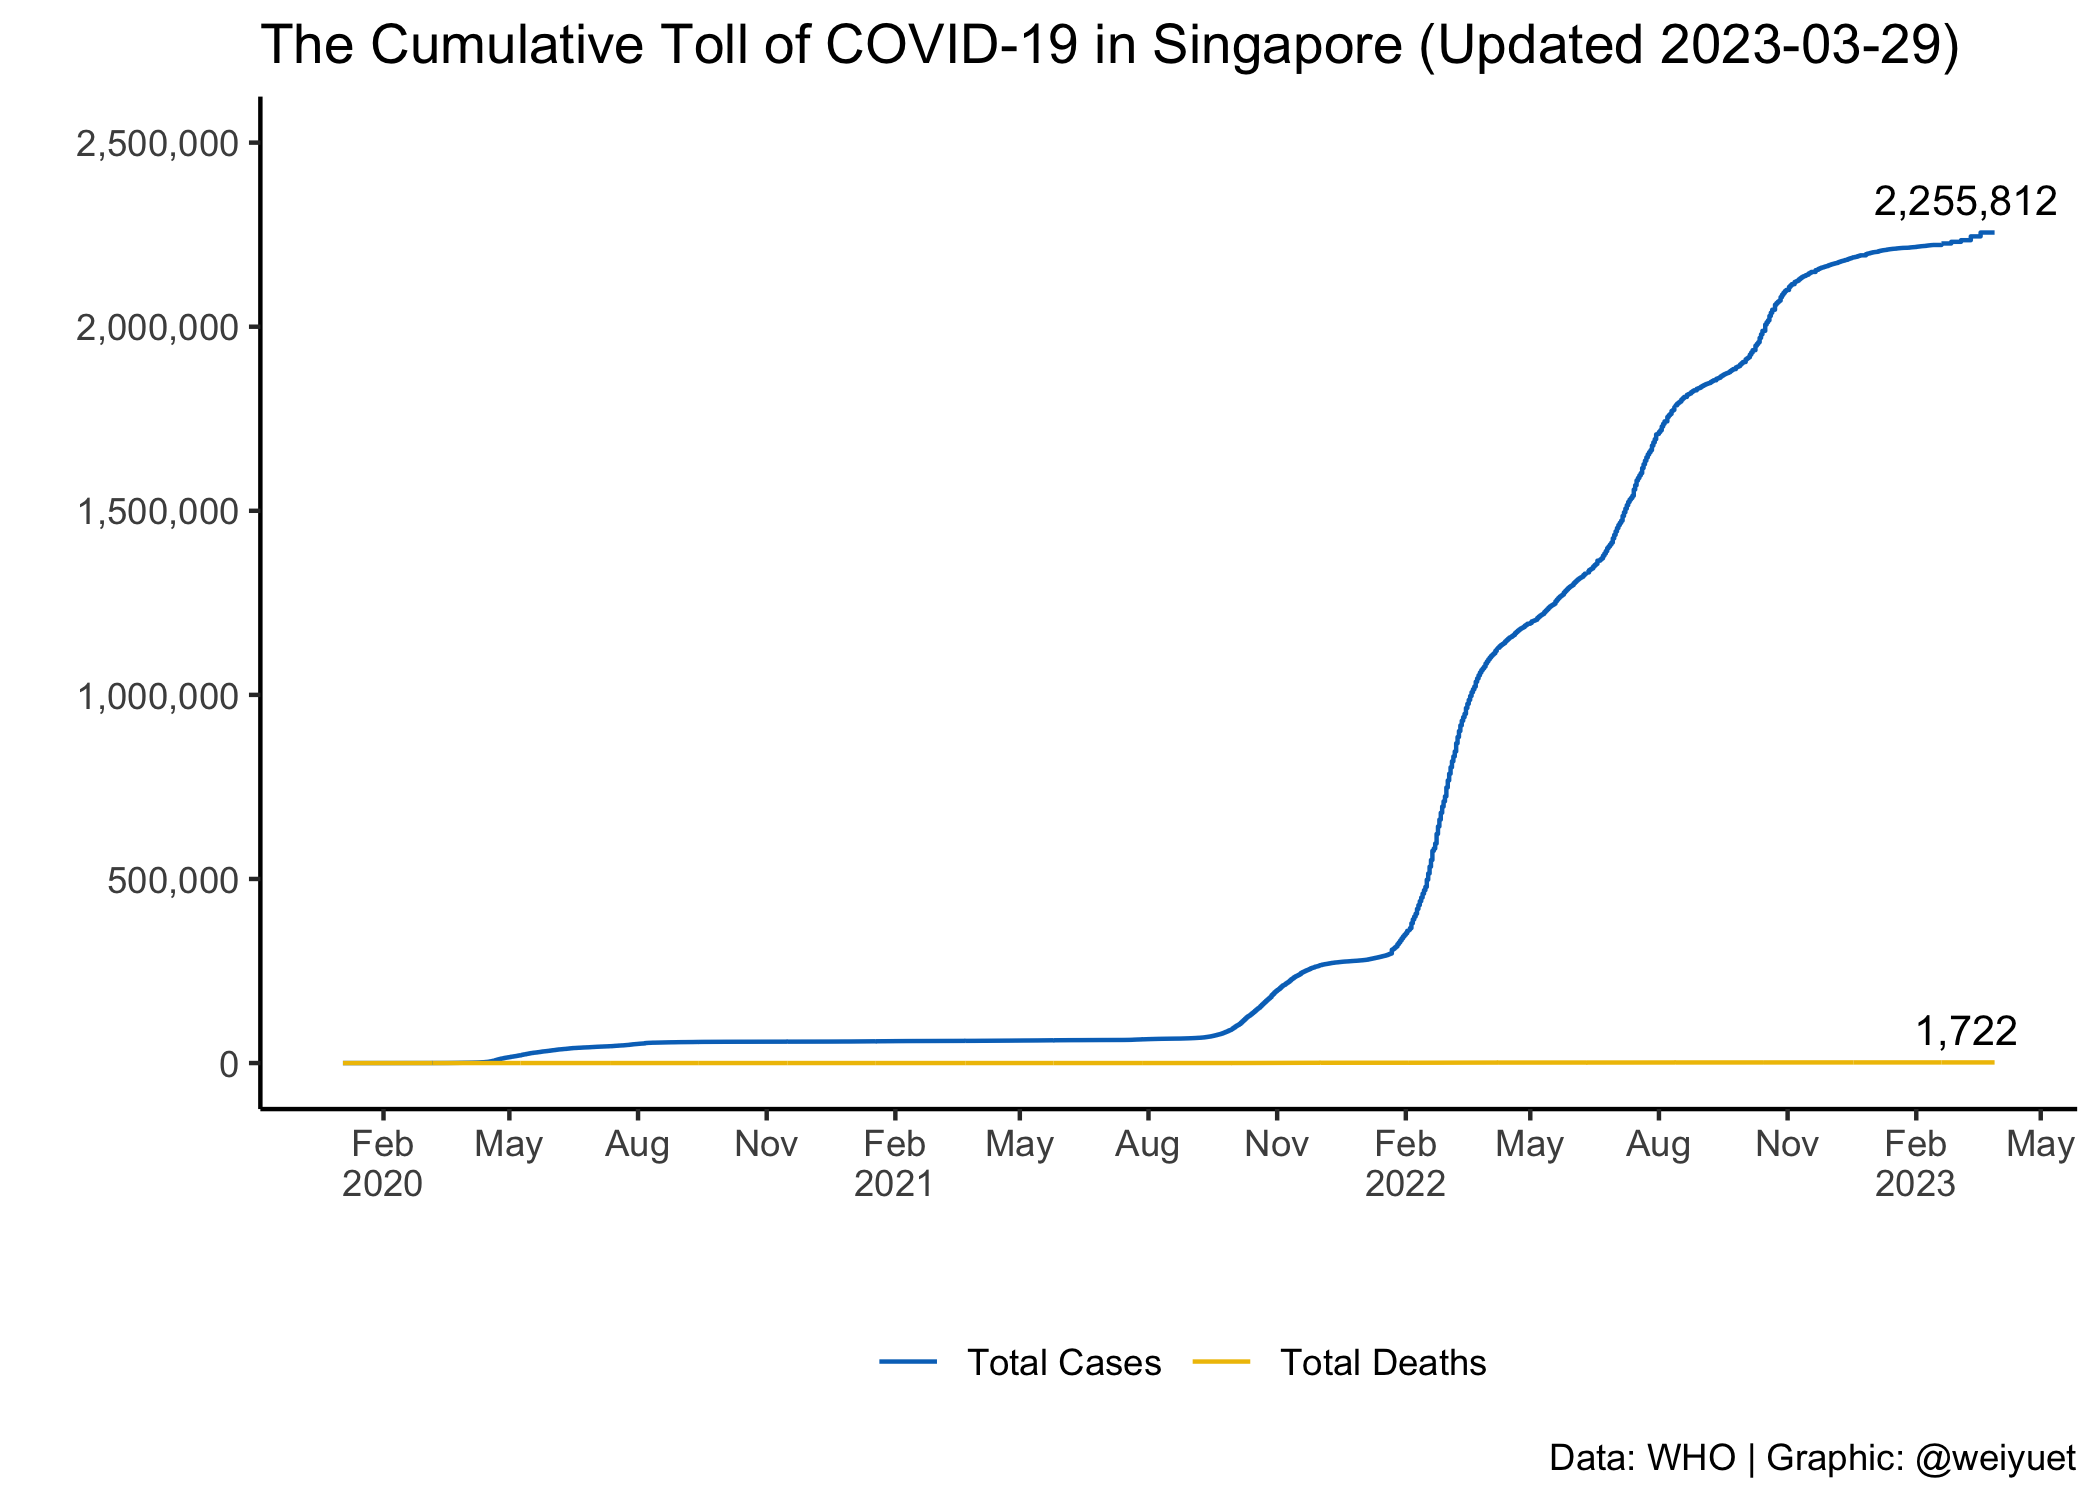 The Cumulative Toll of COVID-19 in Singapore (Updated 2023-03-29)
2,500,000
2,255,812
2,000,000
1,500,000
1,000,000
500,000
1,722
0
Feb May Aug Nov Feb May Aug Nov Feb May Aug Nov Feb May
2020 2021 2022 2023
Total Cases Total Deaths
Data: WHO | Graphic: @weiyuet